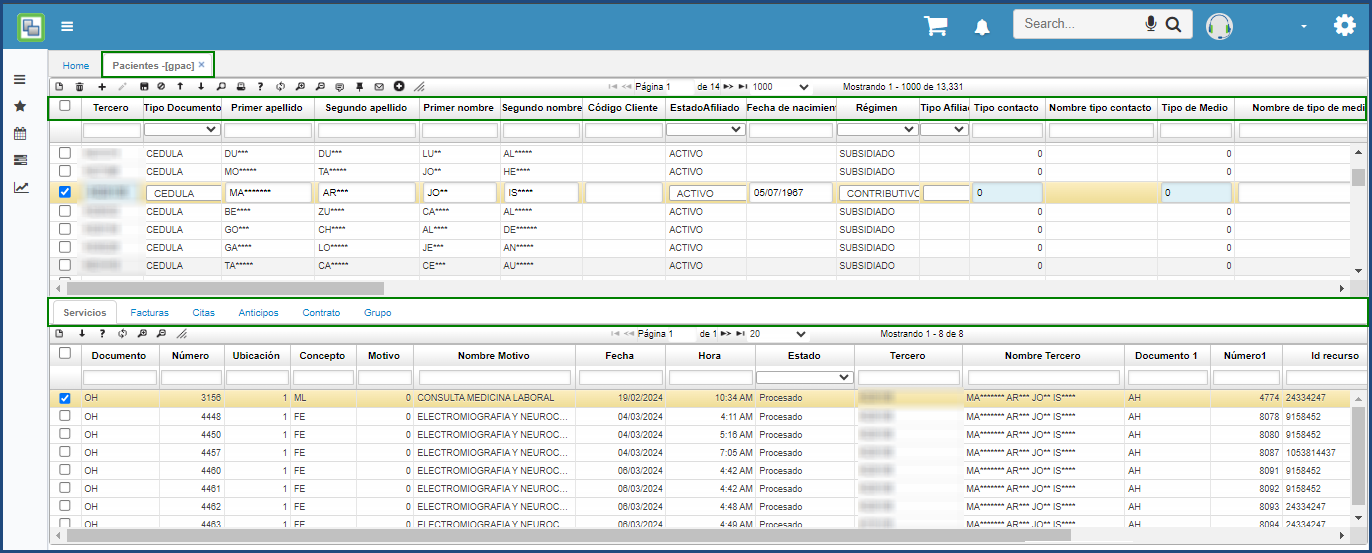 Search...
Home
Pacientes -[gpac] ×
Página 1 de 14 1000 Mostrando 1 - 1000 de 13,331
Tercero Tipo Documento Primer apellido Segundo apellido Primer nombre Segundo nombre Código Cliente EstadoAfiliado Fecha de nacimien Régimen Tipo Afilia Tipo contacto Nombre tipo contacto Tipo de Medio Nombre de tipo de medi
CEDULA DU*** DU*** LU** AL***** ACTIVO SUBSIDIADO 0 0
CEDULA MO***** TA***** JO** HE**** ACTIVO SUBSIDIADO 0 0
CEDULA MA******* AR*** JO** IS**** ACTIVO 05/07/1967 CONTRIBUTIVO 0 0
CEDULA BE**** ZU**** CA**** AL***** ACTIVO SUBSIDIADO 0 0
CEDULA GO*** CH**** AL**** DE****** ACTIVO SUBSIDIADO 0 0
CEDULA GA**** LO***** JE*** AN***** ACTIVO SUBSIDIADO 0 0
CEDULA TA***** CA***** CE*** AU***** ACTIVO SUBSIDIADO 0 0
Servicios Facturas Citas Anticipos Contrato Grupo
Página 1 de 1 20 Mostrando 1 - 8 de 8
Documento Número Ubicación Concepto Motivo Nombre Motivo Fecha Hora Estado Tercero Nombre Tercero Documento 1 Número1 Id recurso
OH 3156 1 ML 0 CONSULTA MEDICINA LABORAL 19/02/2024 10:34 AM Procesado MA******* AR*** JO** IS**** AH 4774 24334247
OH 4448 1 FE 0 ELECTROMIOGRAFIA Y NEUROC... 04/03/2024 4:11 AM Procesado MA******* AR*** JO** IS**** AH 8078 9158452
OH 4450 1 FE 0 ELECTROMIOGRAFIA Y NEUROC... 04/03/2024 5:16 AM Procesado MA******* AR*** JO** IS**** AH 8080 9158452
OH 4457 1 FE 0 ELECTROMIOGRAFIA Y NEUROC... 04/03/2024 7:05 AM Procesado MA******* AR*** JO** IS**** AH 8087 1053814437
OH 4460 1 FE 0 ELECTROMIOGRAFIA Y NEUROC... 06/03/2024 4:42 AM Procesado MA******* AR*** JO** IS**** AH 8091 9158452
OH 4461 1 FE 0 ELECTROMIOGRAFIA Y NEUROC... 06/03/2024 4:42 AM Procesado MA******* AR*** JO** IS**** AH 8092 9158452
OH 4462 1 FE 0 ELECTROMIOGRAFIA Y NEUROC... 06/03/2024 4:48 AM Procesado MA******* AR*** JO** IS**** AH 8093 24334247
OH 4463 1 FE 0 ELECTROMIOGRAFIA Y NEUROC... 06/03/2024 4:49 AM Procesado MA******* AR*** JO** IS**** AH 8094 24334247